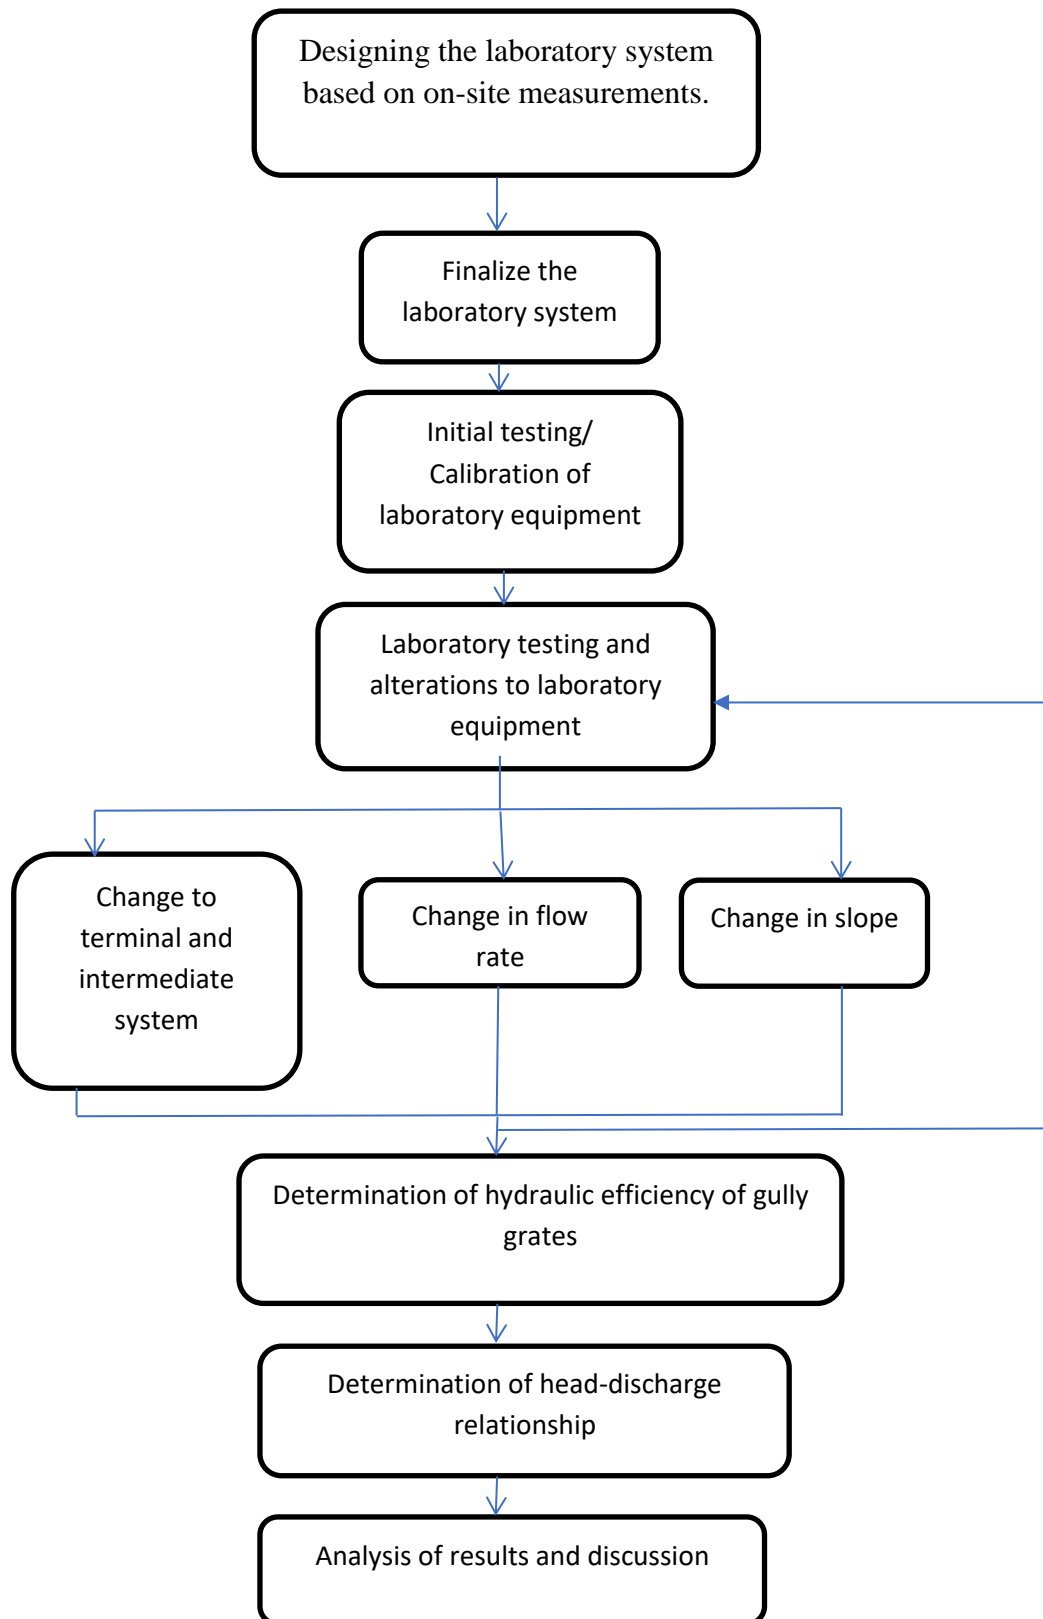 Designing the laboratory system
based on on-site measurements.
Finalize the
laboratory system
Initial testing/
Calibration of
laboratory equipment
Laboratory testing and
alterations to laboratory
equipment
Change to
terminal and
intermediate
system
Change in flow
rate
Change in slope
Determination of hydraulic efficiency of gully
grates
Determination of head-discharge
relationship
Analysis of results and discussion